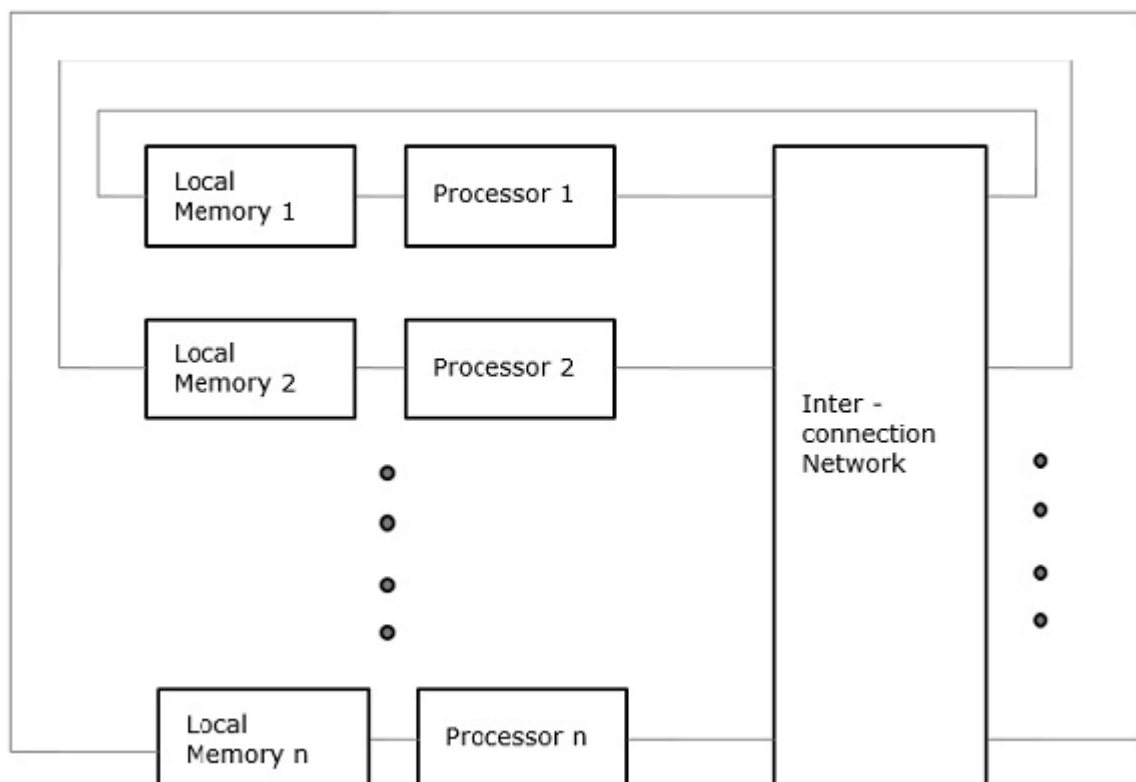 Local
Memory 1
Processor 1
Local
Memory 2
Processor 2
Inter -
connection
Network
Local
Memory n
Processor n